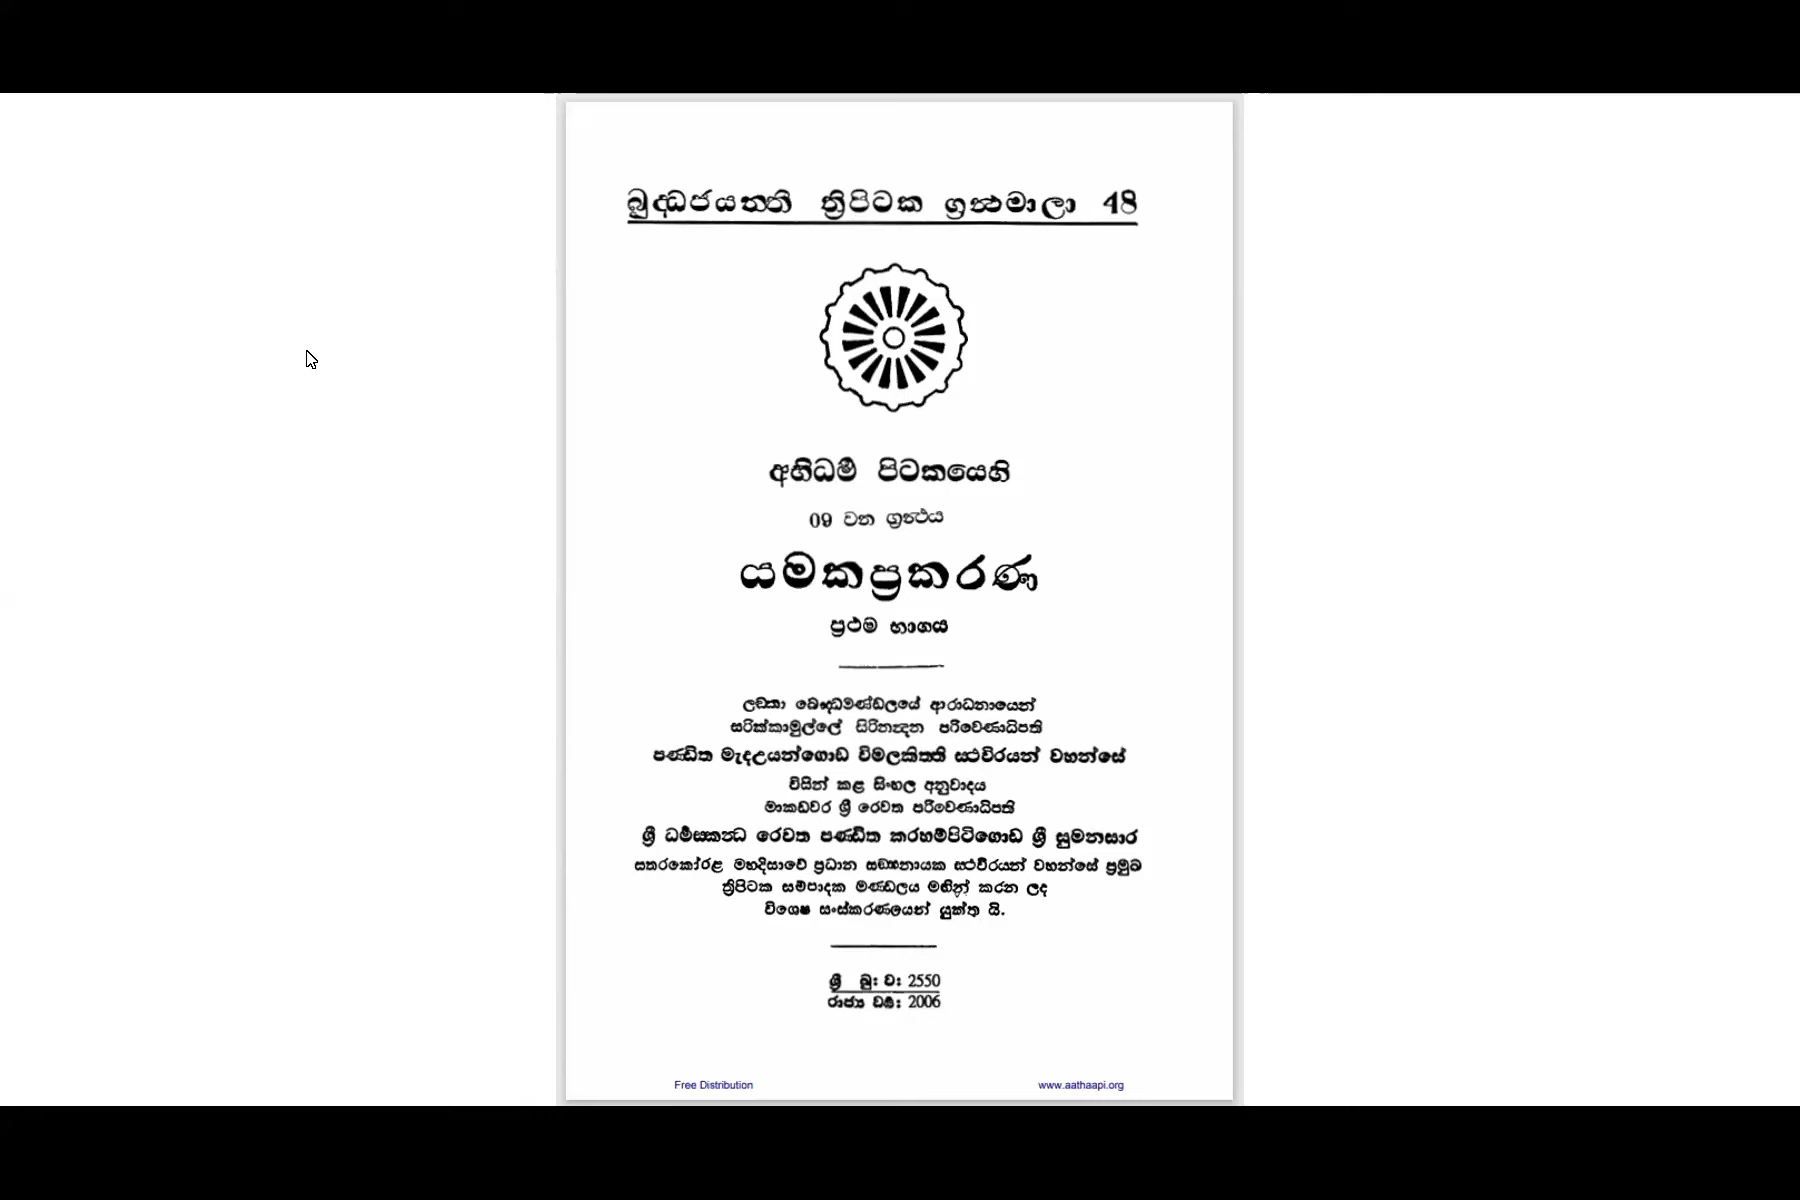 බුද්ධජයන්ති ත්‍රිපිටක ග්‍රන්ථමාලා 48
අභිධර්ම පිටකයෙහි
09 වන ග්‍රන්ථය
යමකප්‍රකරණ
ප්‍රථම භාගය
ලඞ්කා බෞද්ධමණ්ඩලයේ ආරාධනායෙන්
සරික්කාමුල්ලේ සිරිනන්‍දන පරිවෙණාධිපති
පණ්ඩිත මැදඋයන්ගොඩ විමලකිත්ති ස්ථවිරයන් වහන්සේ
විසින් කළ සිංහල අනුවාදය
මාකඩවර ශ්‍රී රේවත පරිවෙණාධිපති
ශ්‍රී ධර්මස්කන්ධ රේවත පණ්ඩිත කරහම්පිටිගොඩ ශ්‍රී සුමනසාර
සතරකෝරළ මහදිසාවේ ප්‍රධාන සඞ්ඝනායක ස්ථවිරයන් වහන්සේ ප්‍රමුඛ
ත්‍රිපිටක සම්පාදක මණ්ඩලය මඟින් කරන ලද
විශෙෂ සංස්කරණයෙන් යුක්ත යි.
ශ්‍රී බු: ව: 2550
රාජ්‍ය වර්ෂ: 2006
Free Distribution www.aathaapi.org